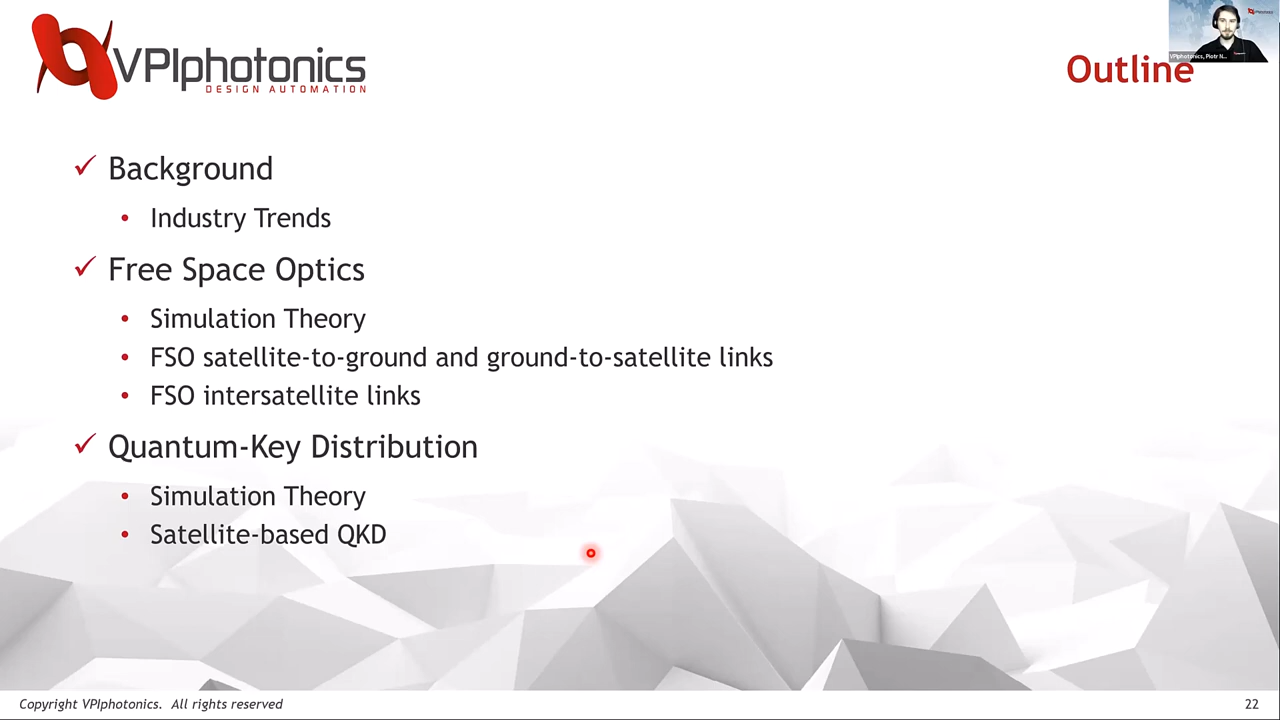 VPIphotonics
DESIGN AUTOMATION
VPIphotonics, Piotr N...
Outline
✓ Background
• Industry Trends
✓ Free Space Optics
• Simulation Theory
• FSO satellite-to-ground and ground-to-satellite links
• FSO intersatellite links
✓ Quantum-Key Distribution
• Simulation Theory
• Satellite-based QKD
Copyright VPIphotonics. All rights reserved
22